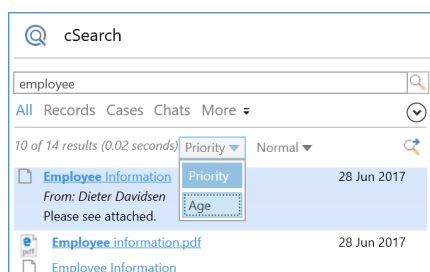 cSearch
employee
All Records Cases Chats More
10 of 14 results (0.02 seconds) Priority Normal
Priority
Age
Employee Information 28 Jun 2017
From: Dieter Davidsen
Please see attached.
e pdf Employee information.pdf 28 Jun 2017
Employee Information